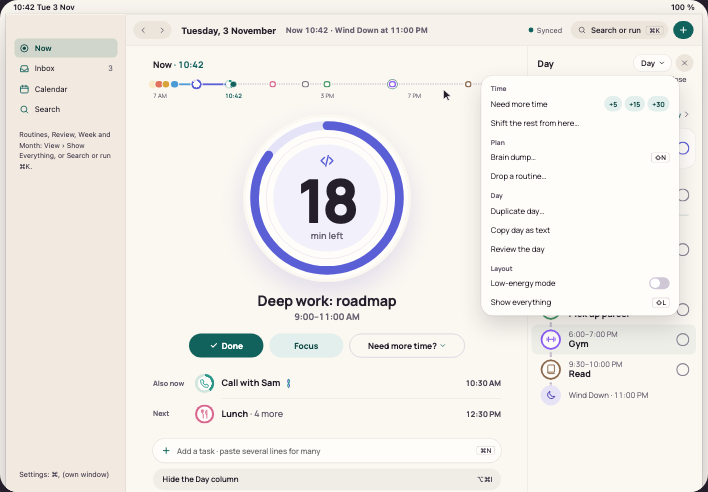 10:42 Tue 3 Nov
100 %
Now
Inbox
3
Calendar
Search
Routines, Review, Week and
Month: View › Show
Everything, or Search or run
⌘K.
Settings: ⌘, (own window)
Tuesday, 3 November
Now 10:42 · Wind Down at 11:00 PM
Synced
Search or run
⌘K
Now · 10:42
7 AM
10:42
3 PM
7 PM
18
min left
Deep work: roadmap
9:00–11:00 AM
Done
Focus
Need more time?
Also now
Call with Sam
10:30 AM
Next
Lunch · 4 more
12:30 PM
Add a task · paste several lines for many
⌘N
Hide the Day column
⌥⌘I
Day
Day
Time
Need more time
+5
+15
+30
Shift the rest from here…
Plan
Brain dump…
⇧N
Drop a routine…
Day
Duplicate day…
Copy day as text
Review the day
Layout
Low-energy mode
Show everything
⇧L
6:00–7:00 PM
Gym
9:30–10:00 PM
Read
Wind Down · 11:00 PM